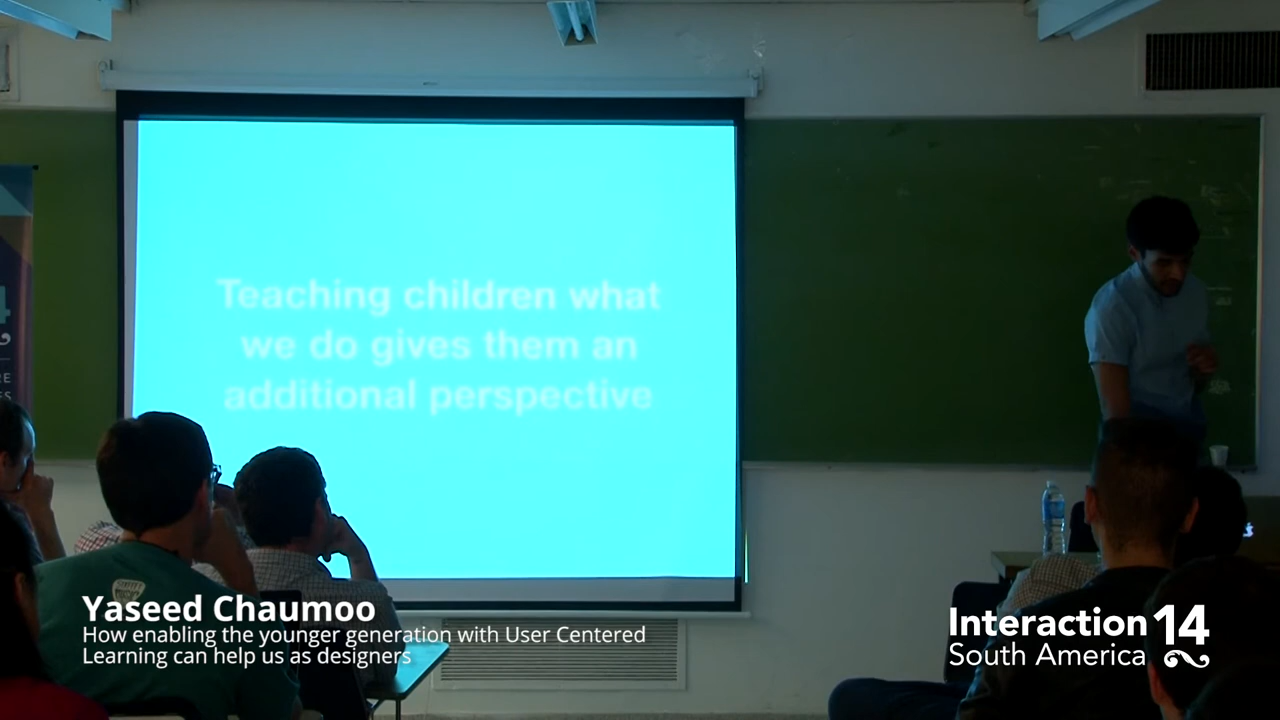 Teaching children what
we do gives them an
additional perspective
Yaseed Chaumoo
How enabling the younger generation with User Centered
Learning can help us as designers
Interaction 14
South America